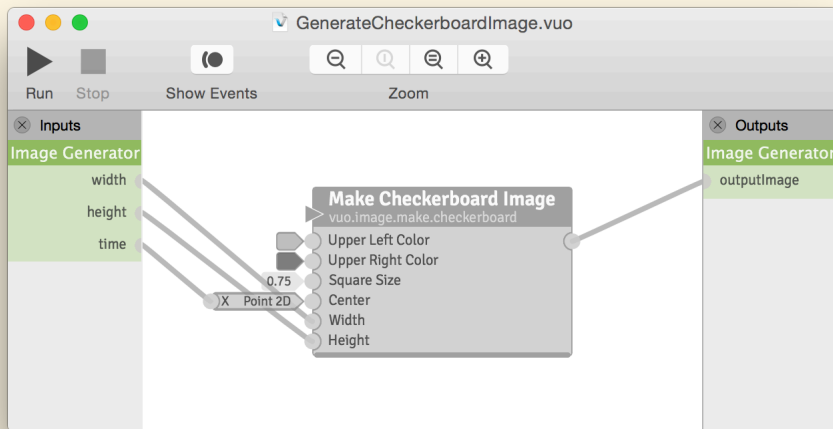 GenerateCheckerboardImage.vuo
Run
Stop
Show Events
Zoom
Inputs
Image Generator
width
height
time
Make Checkerboard Image
vuo.image.make.checkerboard
Upper Left Color
Upper Right Color
0.75
Square Size
X Point 2D
Center
Width
Height
Outputs
Image Generator
outputImage